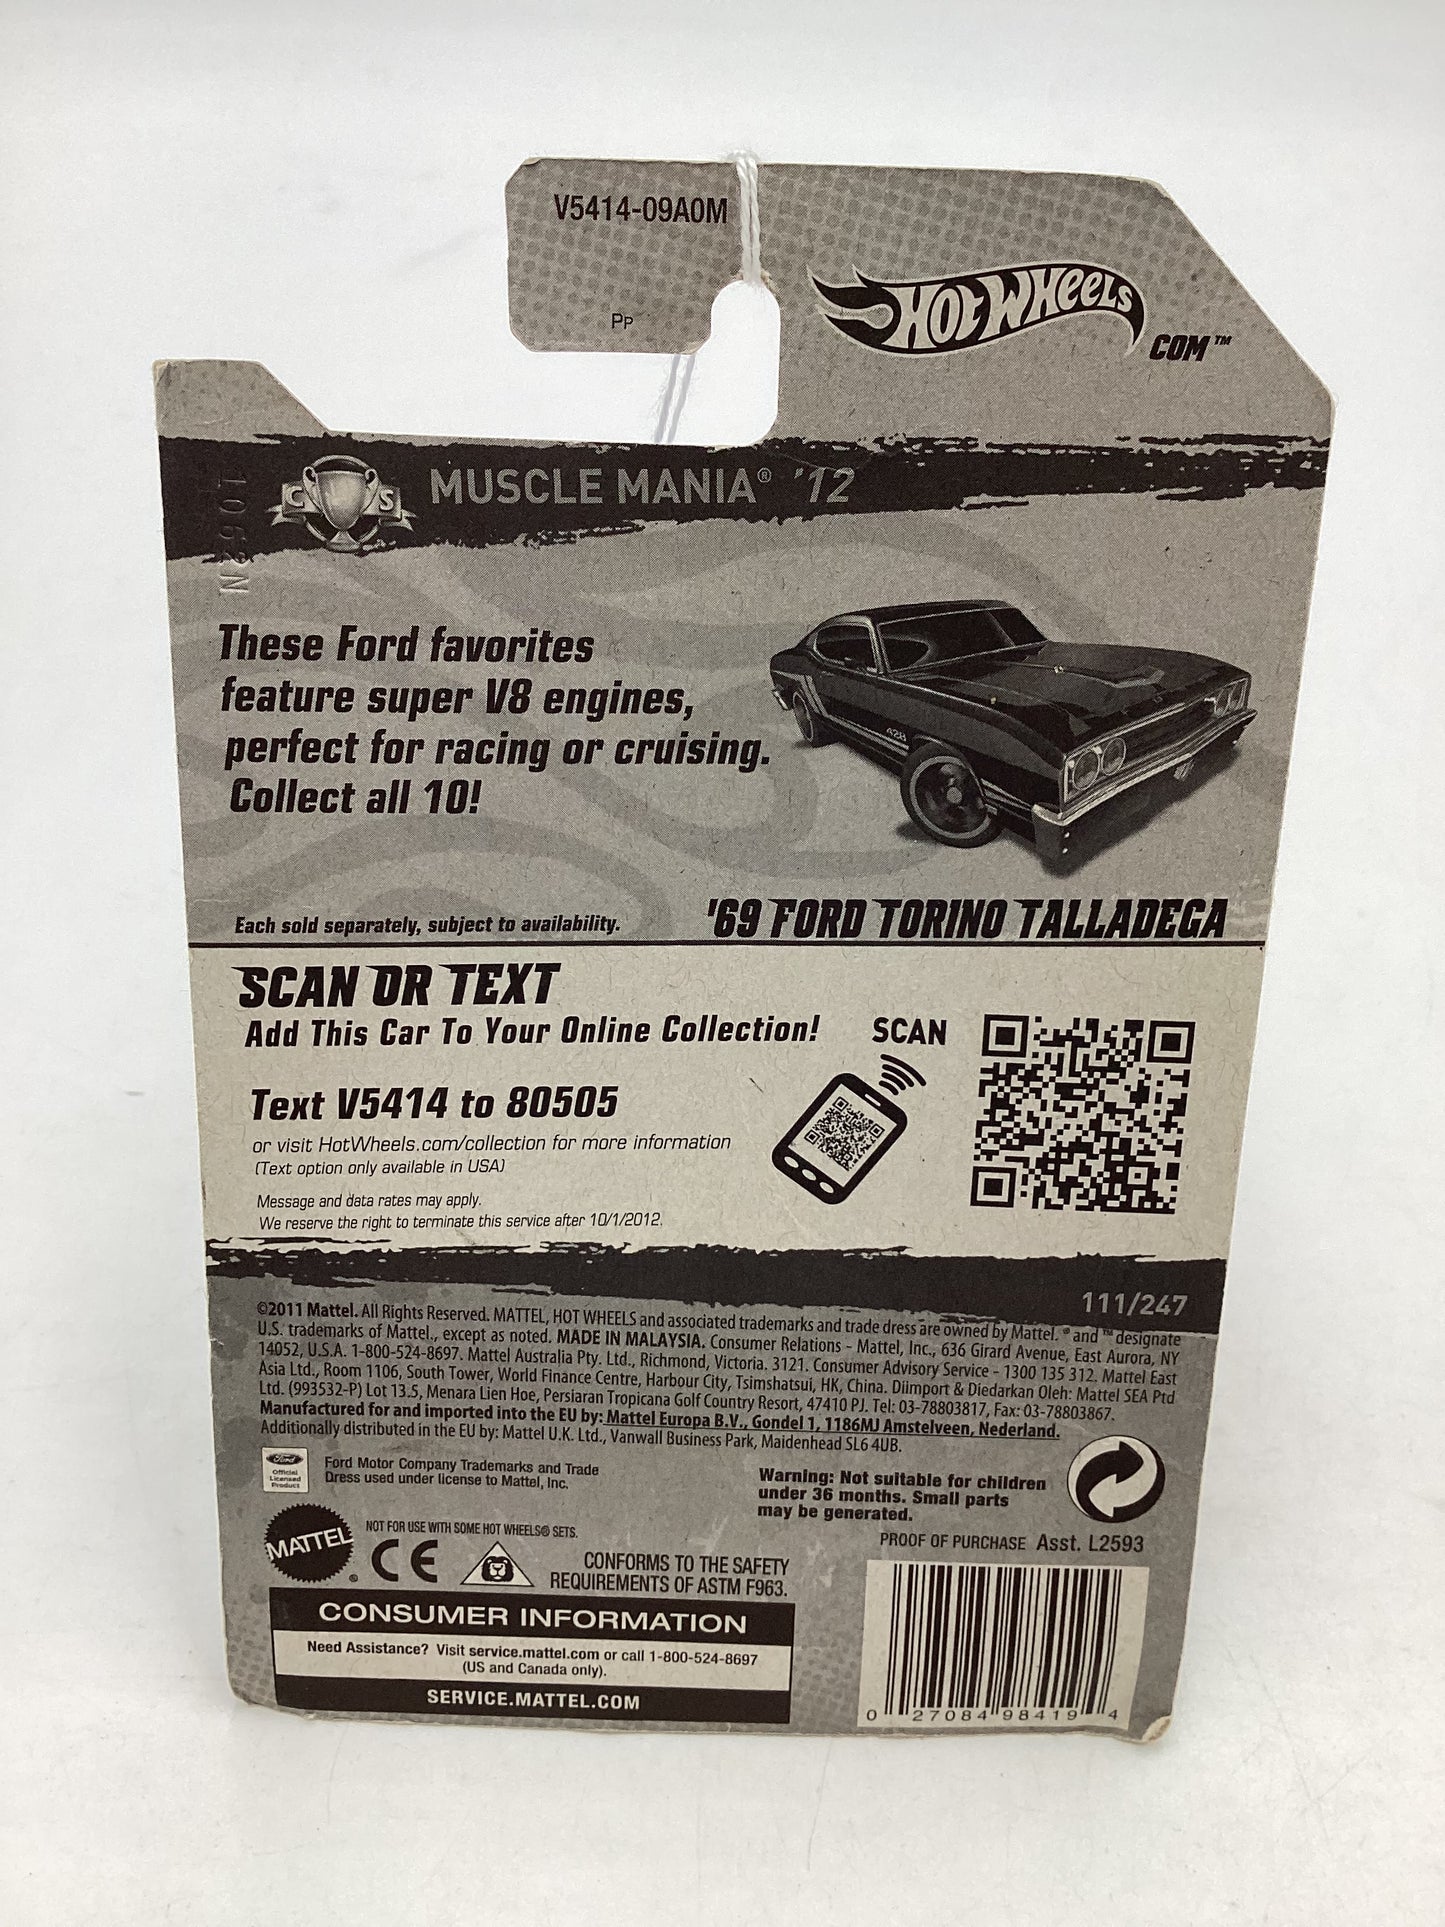 V5414-09A0M
PP
HOT WHEELS
COM™
C S
MUSCLE MANIA® '12
These Ford favorites
feature super V8 engines,
perfect for racing or cruising.
Collect all 10!
428
Each sold separately, subject to availability.
'69 FORD TORINO TALLADEGA
SCAN OR TEXT
Add This Car To Your Online Collection!
SCAN
Text V5414 to 80505
or visit HotWheels.com/collection for more information
(Text option only available in USA)
Message and data rates may apply.
We reserve the right to terminate this service after 10/1/2012.
111/247
©2011 Mattel. All Rights Reserved. MATTEL, HOT WHEELS and associated trademarks and trade dress are owned by Mattel. ® and ™ designate
U.S. trademarks of Mattel., except as noted. MADE IN MALAYSIA. Consumer Relations - Mattel, Inc., 636 Girard Avenue, East Aurora, NY
14052, U.S.A. 1-800-524-8697. Mattel Australia Pty. Ltd., Richmond, Victoria. 3121. Consumer Advisory Service - 1300 135 312. Mattel East
Asia Ltd., Room 1106, South Tower, World Finance Centre, Harbour City, Tsimshatsui, HK, China. Diimport & Diedarkan Oleh: Mattel SEA Ptd
Ltd. (993532-P) Lot 13.5, Menara Lien Hoe, Persiaran Tropicana Golf Country Resort, 47410 PJ. Tel: 03-78803817, Fax: 03-78803867.
Manufactured for and imported into the EU by: Mattel Europa B.V., Gondel 1, 1186MJ Amstelveen, Nederland.
Additionally distributed in the EU by: Mattel U.K. Ltd., Vanwall Business Park, Maidenhead SL6 4UB.
Ford
Official
Licensed
Product
Ford Motor Company Trademarks and Trade
Dress used under license to Mattel, Inc.
Warning: Not suitable for children
under 36 months. Small parts
may be generated.
PROOF OF PURCHASE Asst. L2593
MATTEL®
NOT FOR USE WITH SOME HOT WHEELS® SETS.
CE
CONFORMS TO THE SAFETY
REQUIREMENTS OF ASTM F963.
CONSUMER INFORMATION
Need Assistance? Visit service.mattel.com or call 1-800-524-8697
(US and Canada only).
SERVICE.MATTEL.COM
0 27084 98419 4